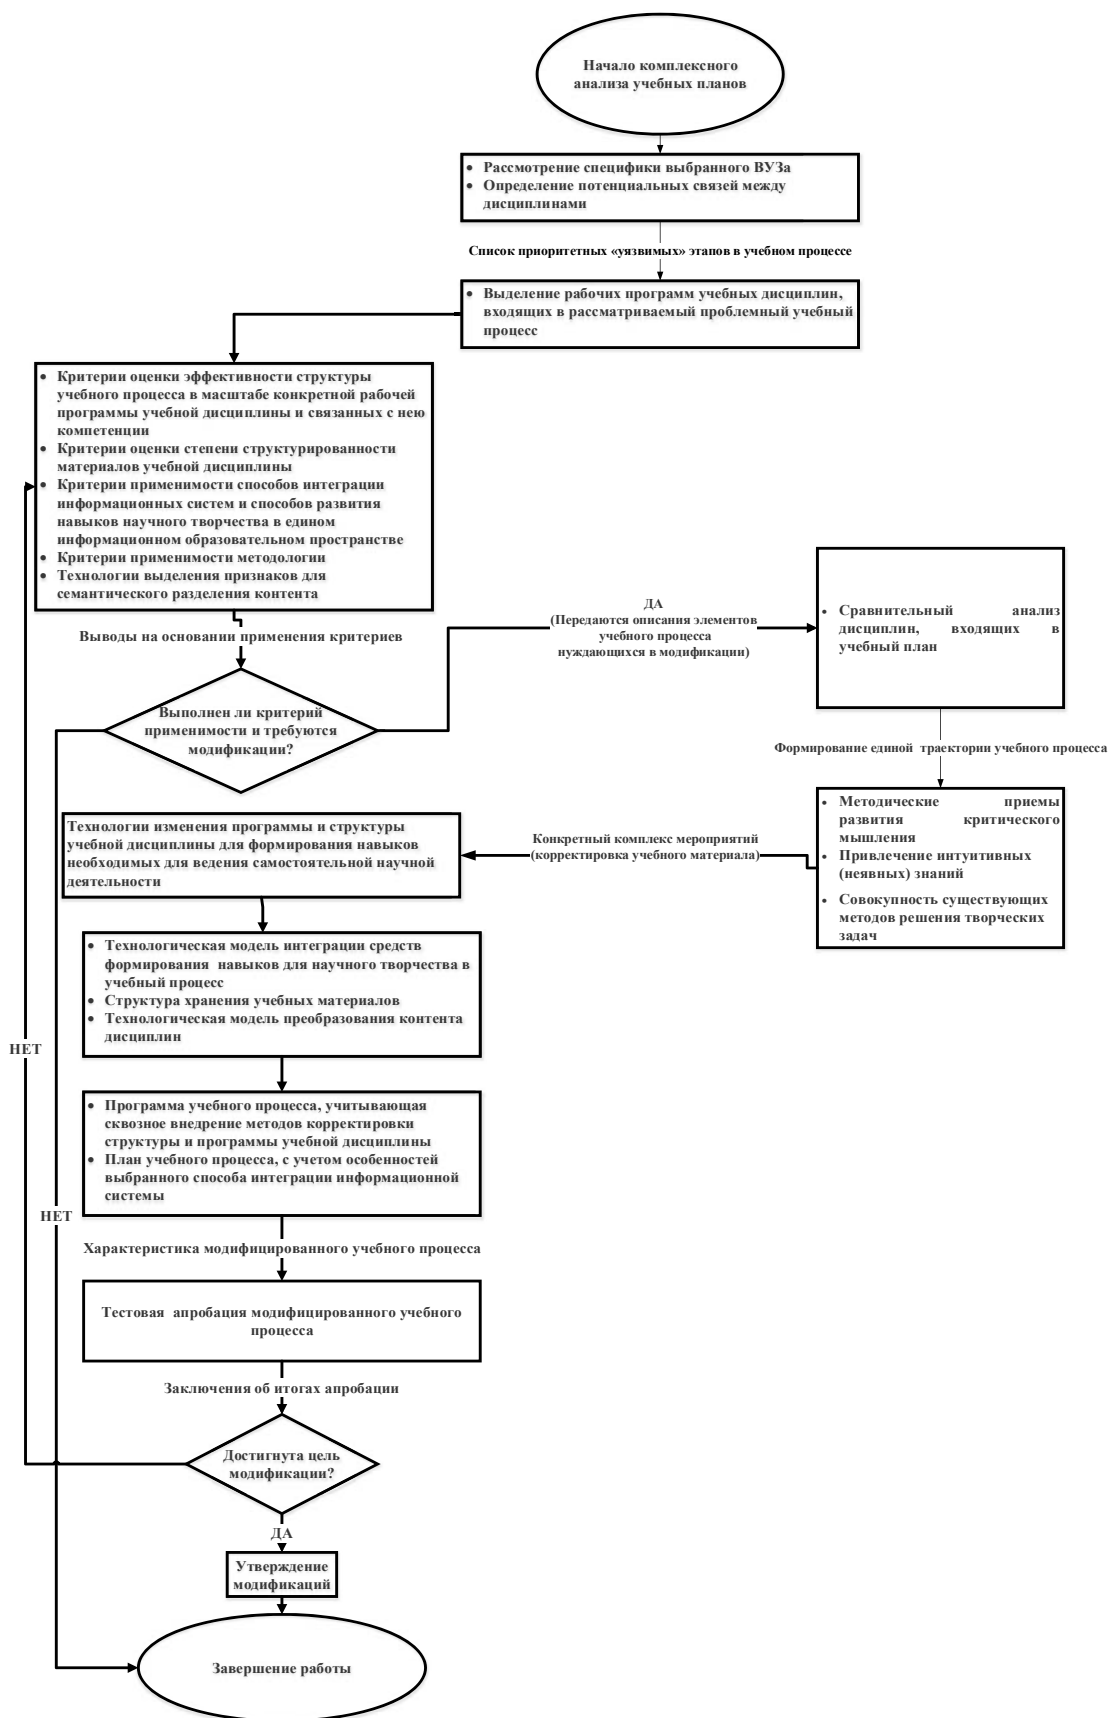 Начало комплексного
анализа учебных планов
• Рассмотрение специфики выбранного ВУЗа
• Определение потенциальных связей между
дисциплинами
Список приоритетных «уязвимых» этапов в учебном процессе
• Выделение рабочих программ учебных дисциплин,
входящих в рассматриваемый проблемный учебный
процесс
• Критерии оценки эффективности структуры
учебного процесса в масштабе конкретной рабочей
программы учебной дисциплины и связанных с нею
компетенции
• Критерии оценки степени структурированности
материалов учебной дисциплины
• Критерии применимости способов интеграции
информационных систем и способов развития
навыков научного творчества в едином
информационном образовательном пространстве
• Критерии применимости методологии
• Технологии выделения признаков для
семантического разделения контента
Выводы на основании применения критериев
Выполнен ли критерий
применимости и требуются
модификации?
ДА
(Передаются описания элементов
учебного процесса
нуждающихся в модификации)
• Сравнительный анализ
дисциплин, входящих в
учебный план
Формирование единой траектории учебного процесса
• Методические приемы
развития критического
мышления
• Привлечение интуитивных
(неявных) знаний
• Совокупность существующих
методов решения творческих
задач
Конкретный комплекс мероприятий
(корректировка учебного материала)
Технологии изменения программы и структуры
учебной дисциплины для формирования навыков
необходимых для ведения самостоятельной научной
деятельности
• Технологическая модель интеграции средств
формирования навыков для научного творчества в
учебный процесс
• Структура хранения учебных материалов
• Технологическая модель преобразования контента
дисциплин
НЕТ
• Программа учебного процесса, учитывающая
сквозное внедрение методов корректировки
структуры и программы учебной дисциплины
• План учебного процесса, с учетом особенностей
выбранного способа интеграции информационной
системы
НЕТ
Характеристика модифицированного учебного процесса
Тестовая апробация модифицированного учебного
процесса
Заключения об итогах апробации
Достигнута цель
модификации?
ДА
Утверждение
модификаций
Завершение работы